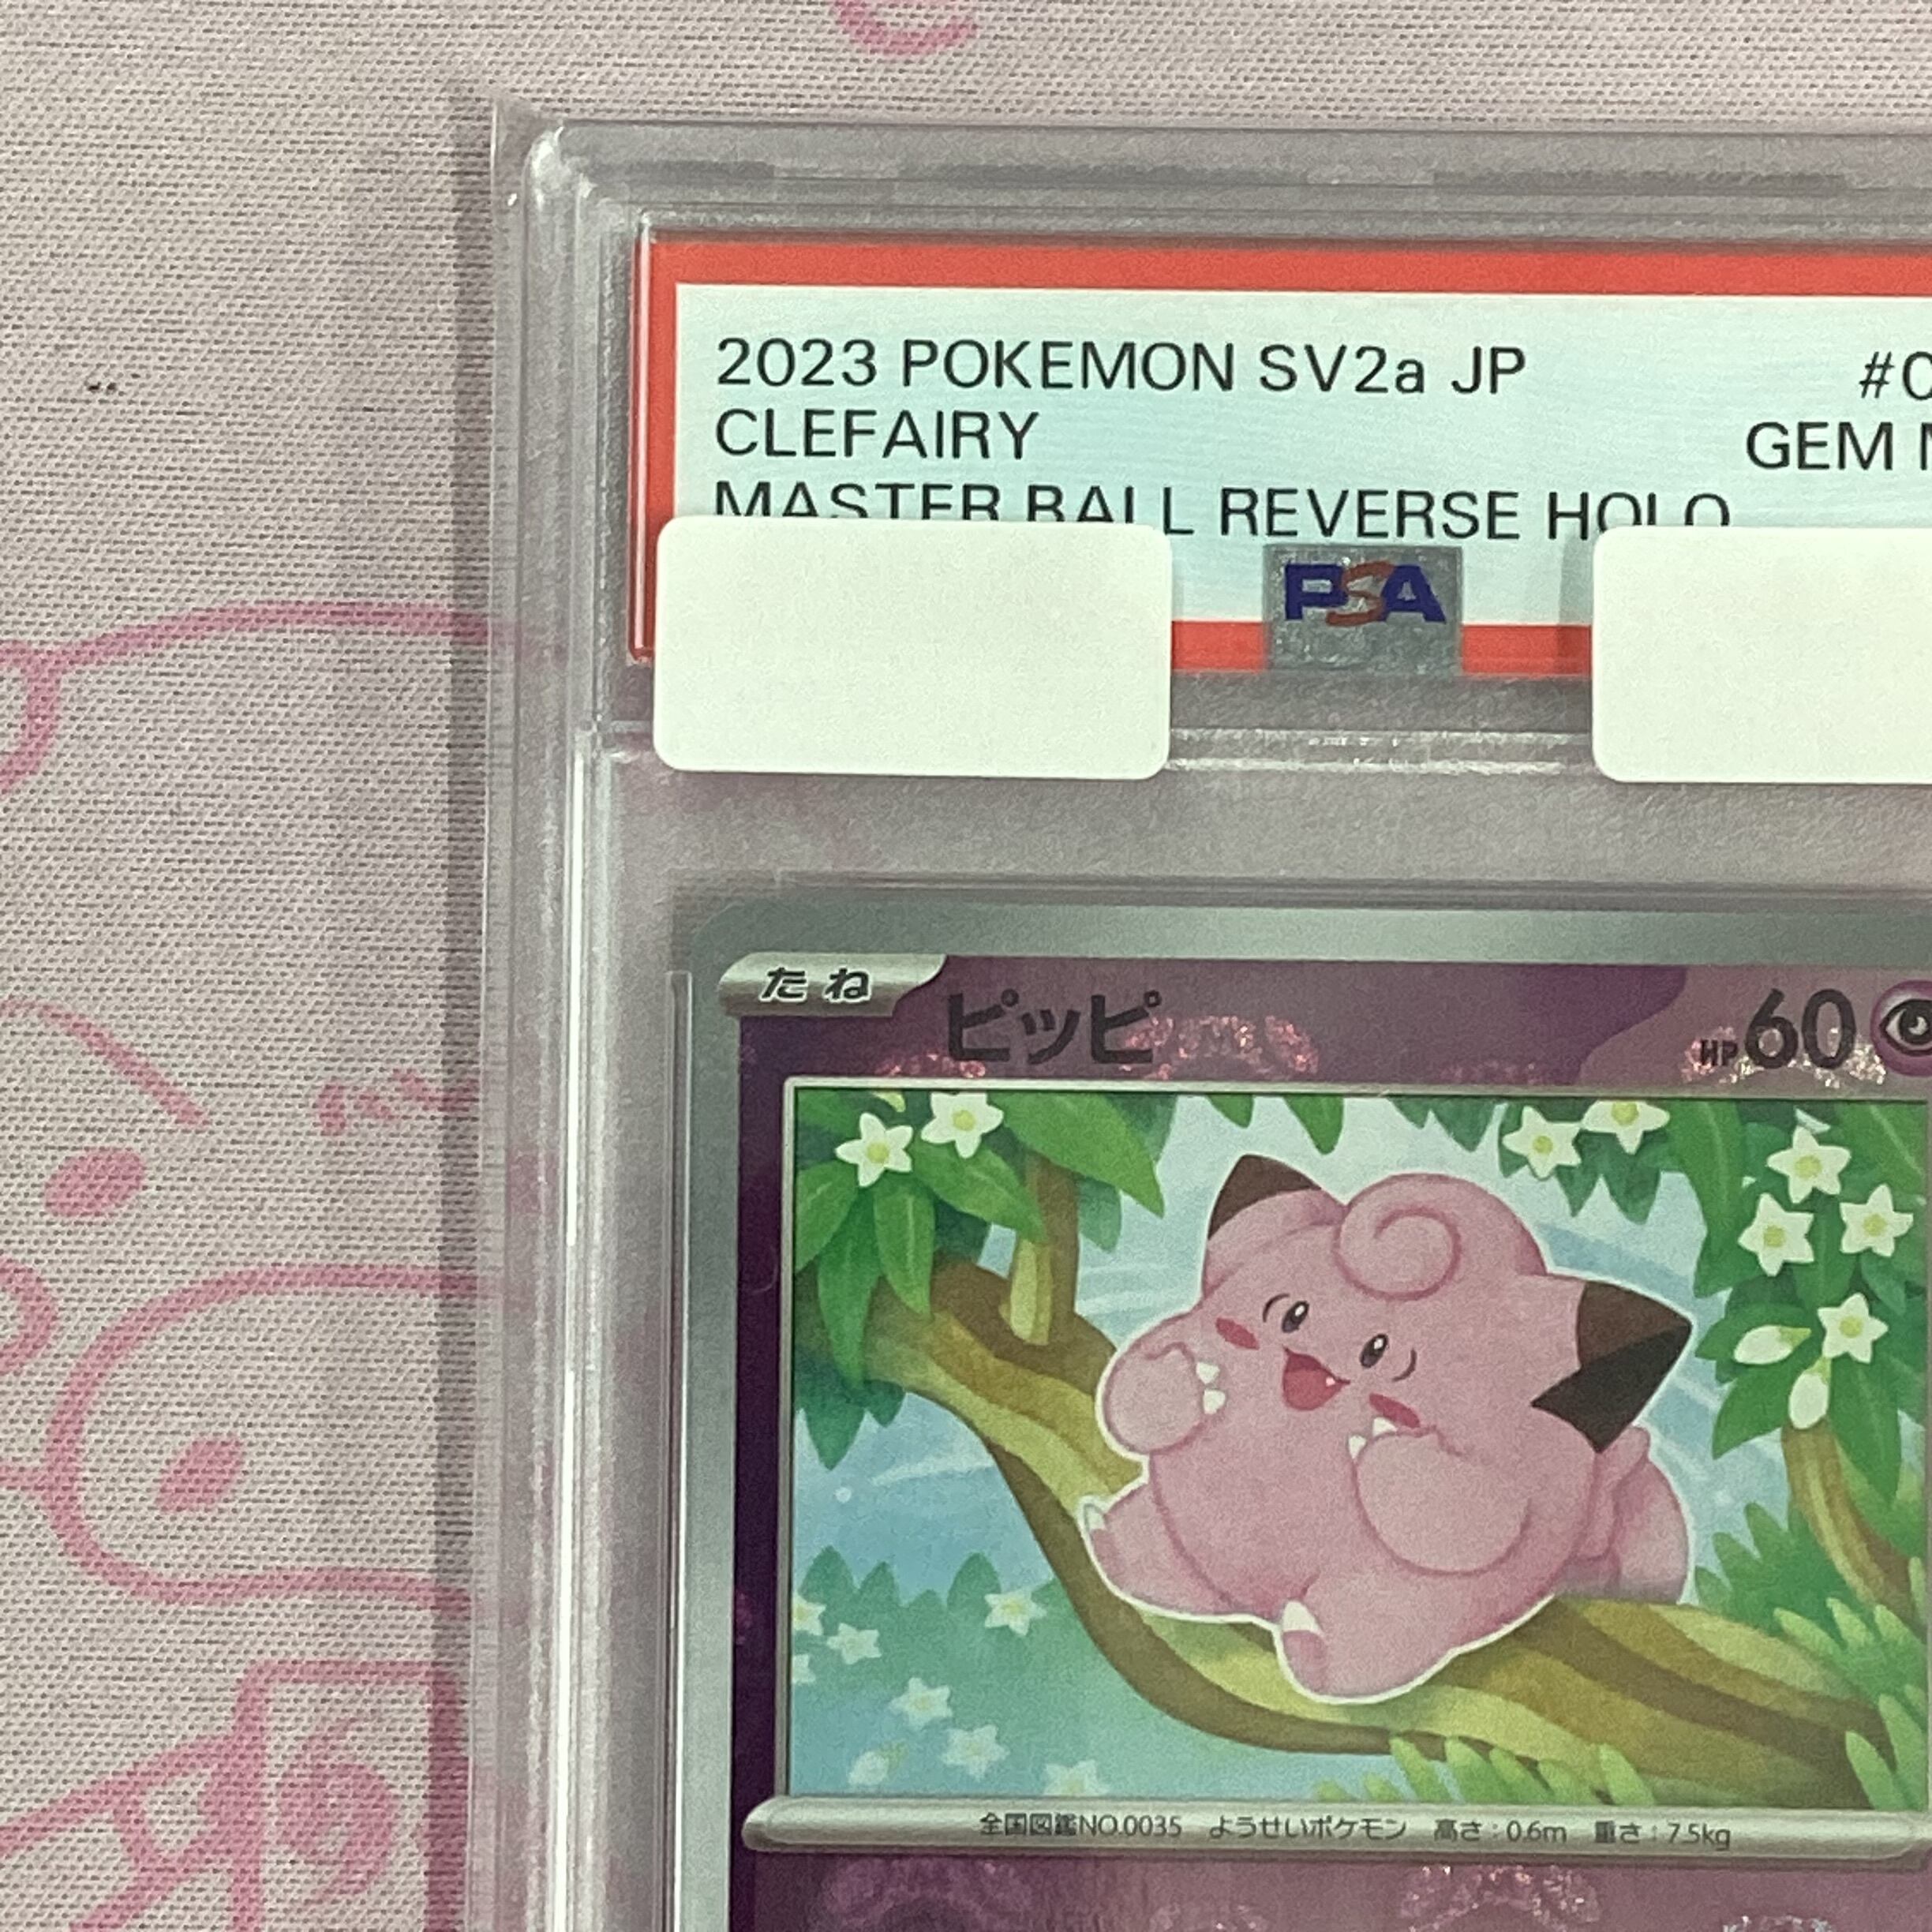 2023 POKEMON SV2a JP #0
CLEFAIRY GEM
MASTER BALL REVERSE HOLO
PSA
たね ピッピ HP60
全国図鑑NO.0035 ようせいポケモン 高さ:0.6m 重さ:7.5kg